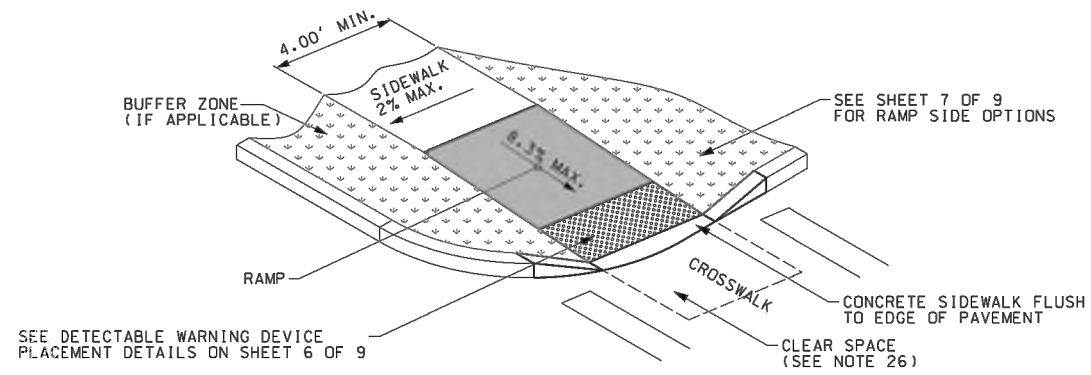 4.00' MIN.
SIDEWALK
2% MAX.
BUFFER ZONE
(IF APPLICABLE)
SEE SHEET 7 OF 9
FOR RAMP SIDE OPTIONS
8.3% MAX.
RAMP
CROSSWALK
SEE DETECTABLE WARNING DEVICE
PLACEMENT DETAILS ON SHEET 6 OF 9
CONCRETE SIDEWALK FLUSH
TO EDGE OF PAVEMENT
CLEAR SPACE
(SEE NOTE 26)